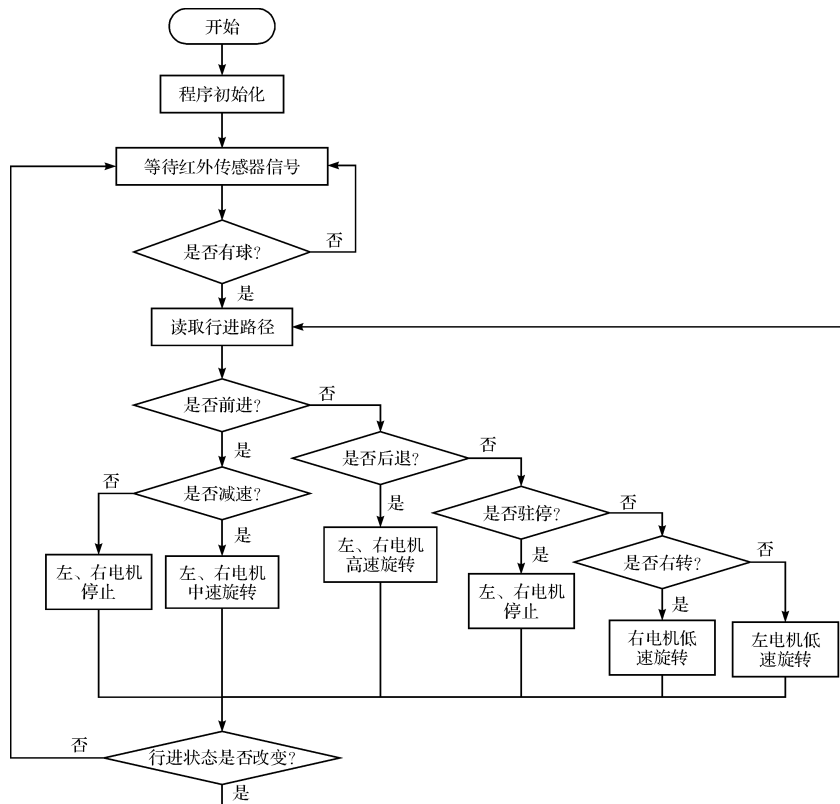 开始
程序初始化
等待红外传感器信号
是否有球?
否
是
读取行进路径
是否前进?
否
是
是否后退?
否
是
是否减速?
否
是
是否驻停?
否
是
是否右转?
否
是
左、右电机
停止
左、右电机
中速旋转
左、右电机
高速旋转
左、右电机
停止
右电机低
速旋转
左电机低
速旋转
行进状态是否改变?
否
是